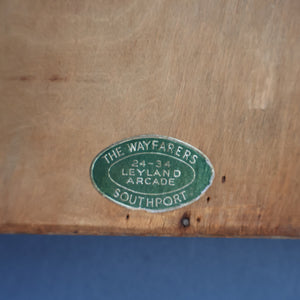 THE WAYFARERS
24-34
LEYLAND
ARCADE
SOUTHPORT